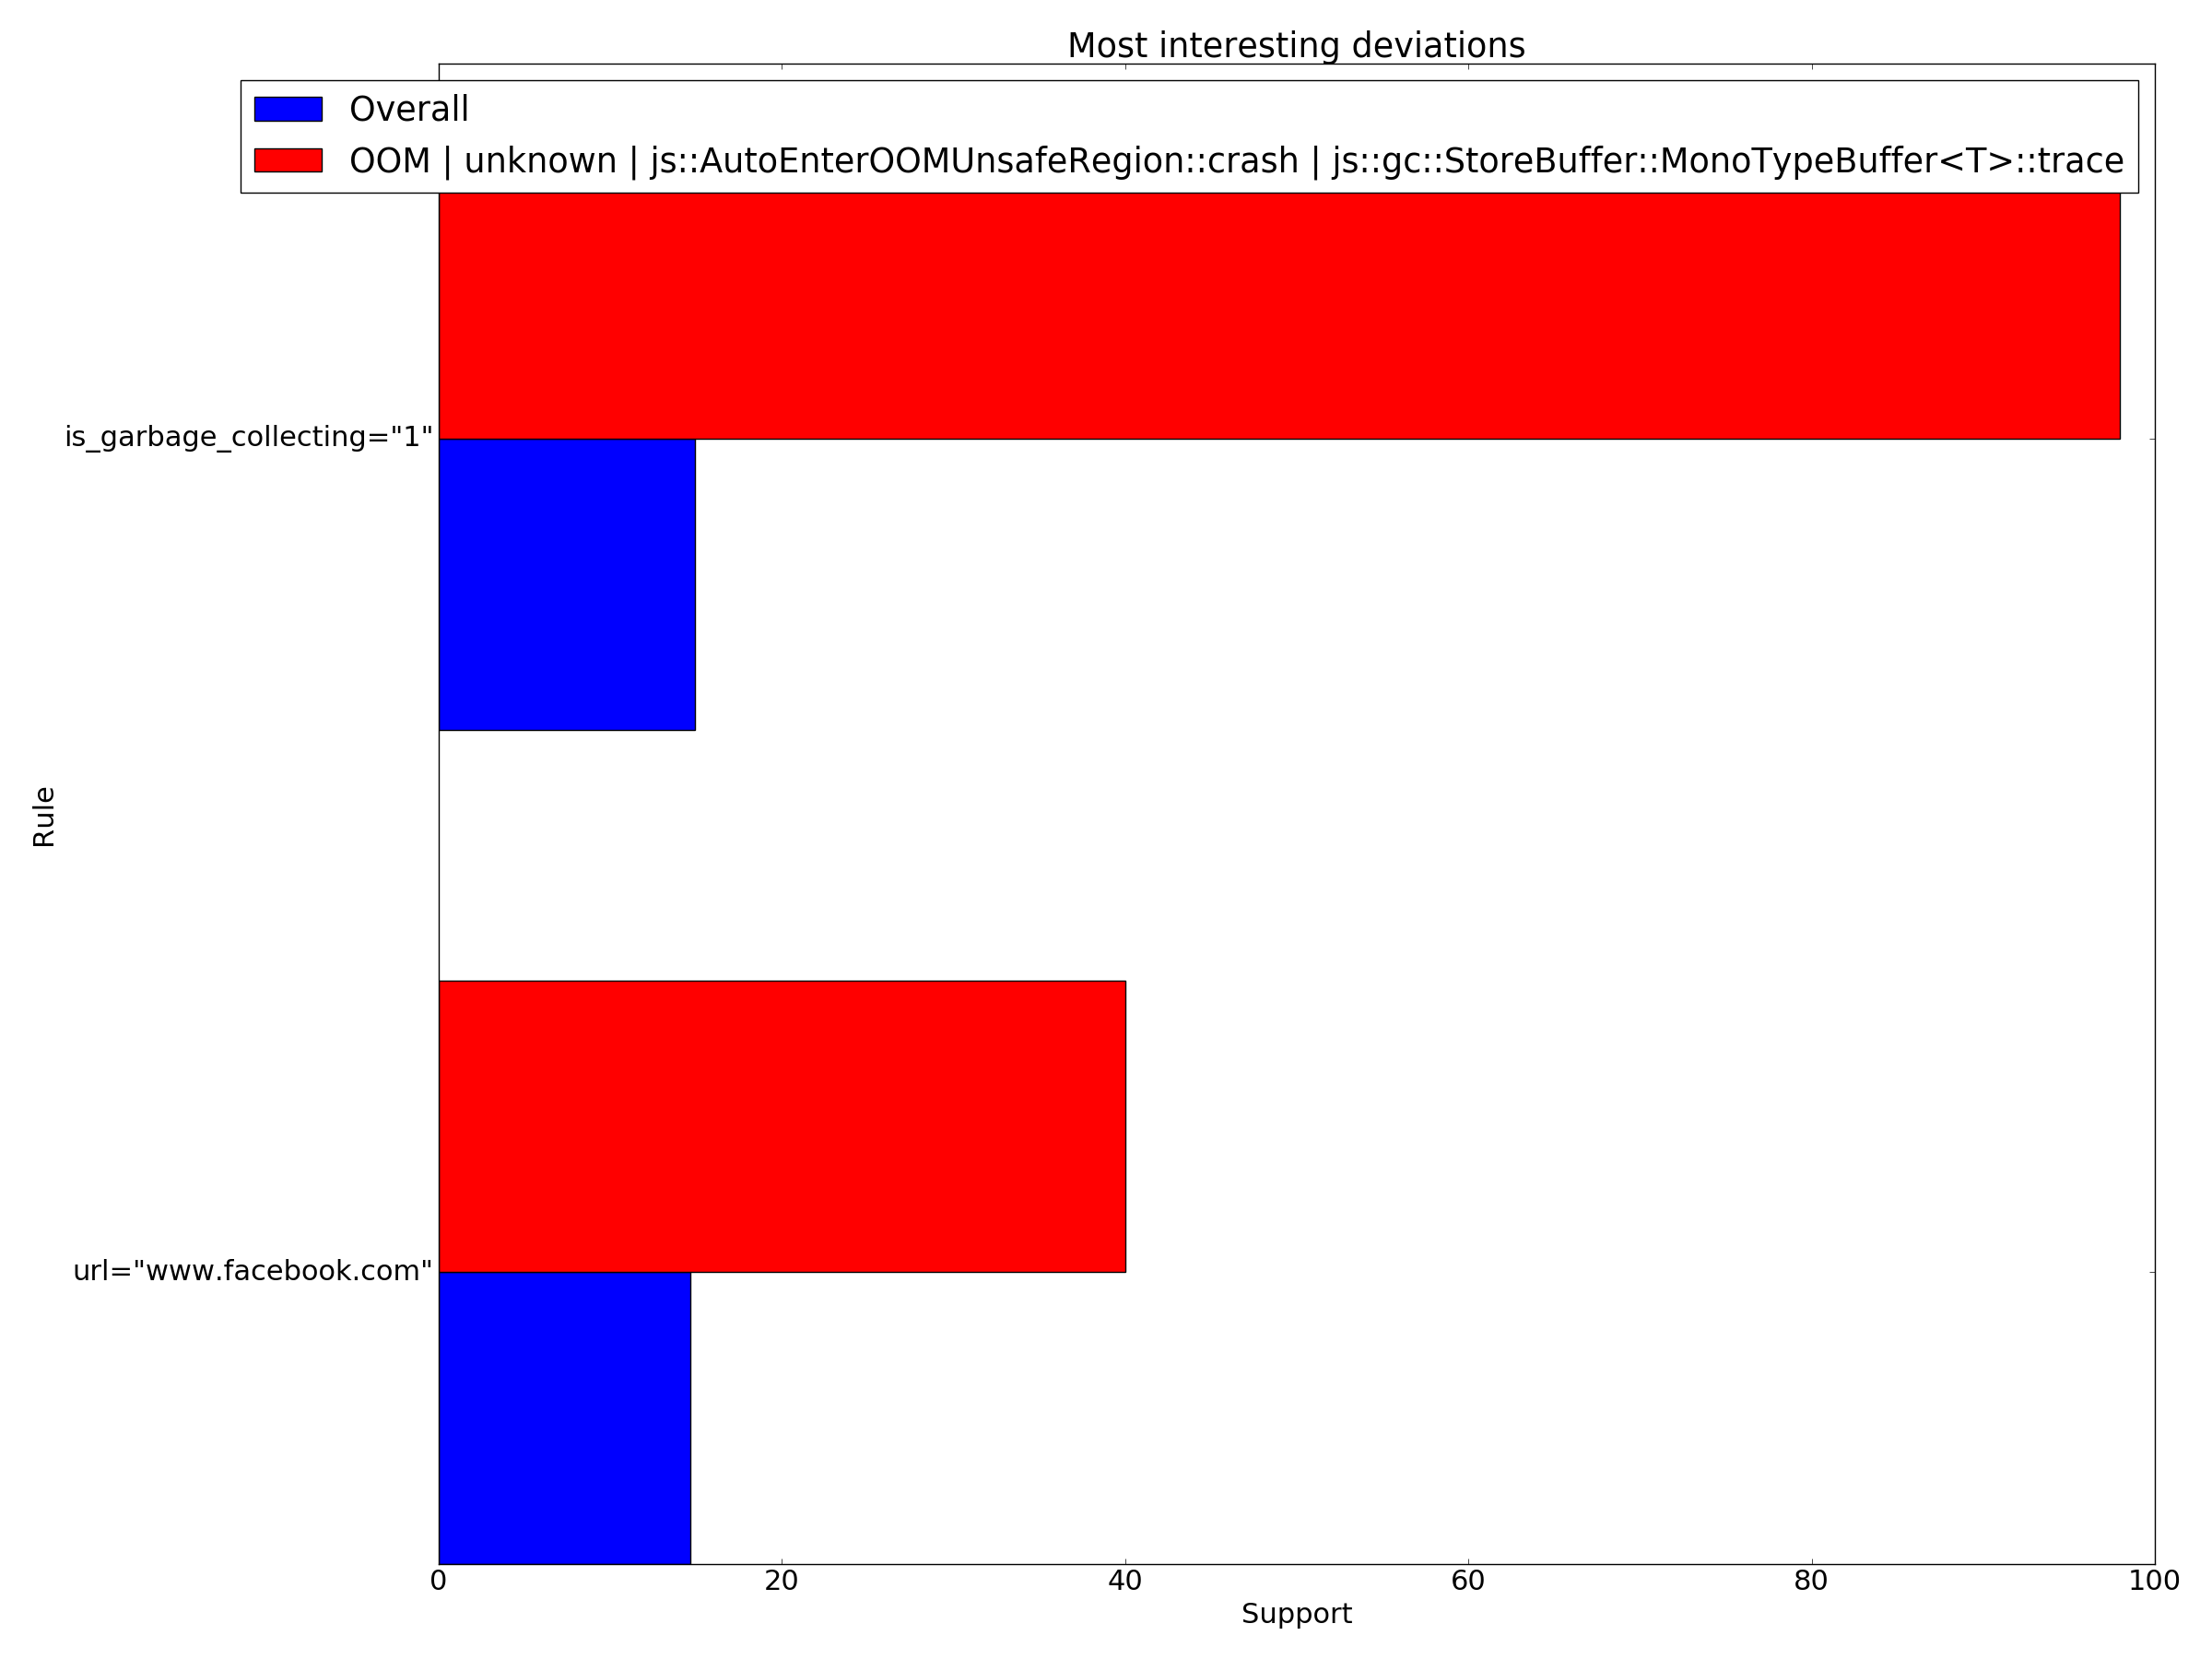 Most interesting deviations
Overall
OOM | unknown | js::AutoEnterOOMUnsafeRegion::crash | js::gc::StoreBuffer::MonoTypeBuffer<T>::trace
is_garbage_collecting="1"
Rule
url="www.facebook.com"
0 20 40 60 80 100
Support